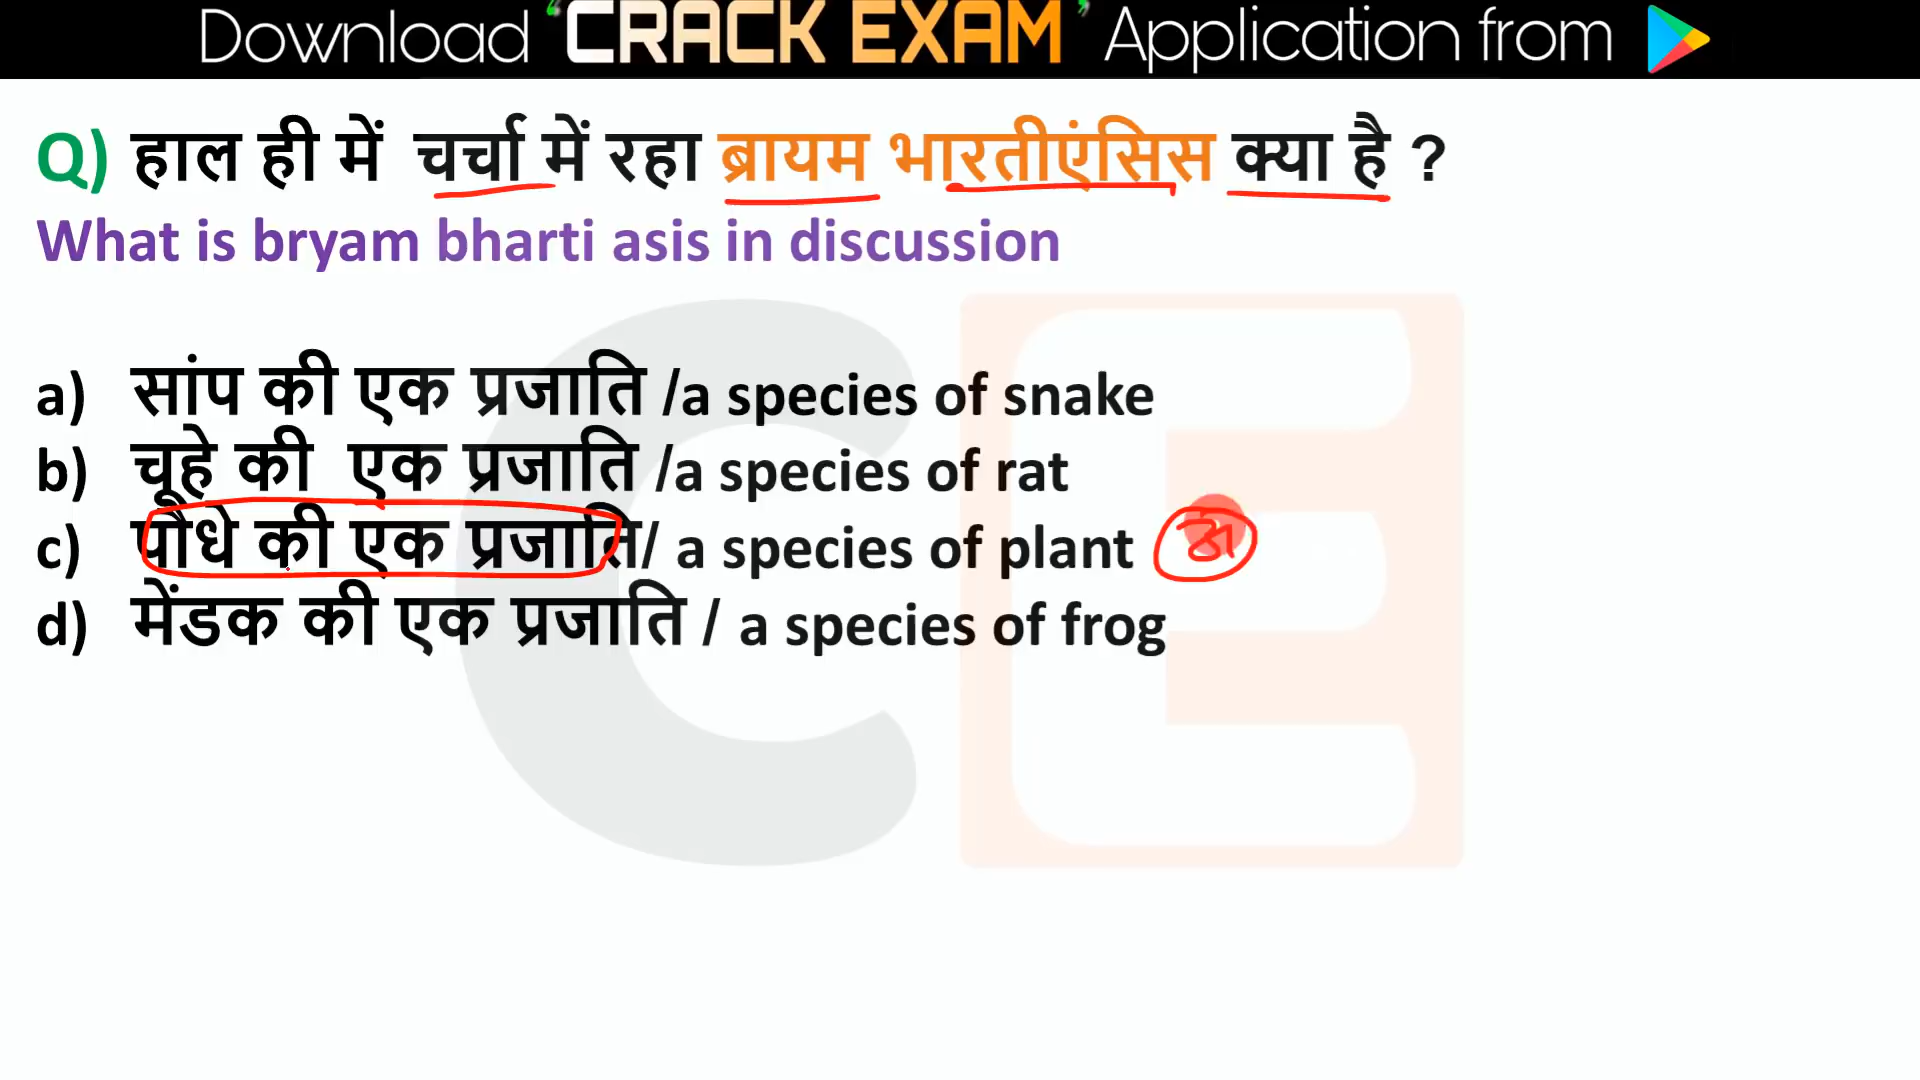 Download 'CRACK EXAM' Application from
Q) हाल ही में चर्चा में रहा ब्रायम भारतीएंसिस क्या है ?
What is bryam bharti asis in discussion
a) सांप की एक प्रजाति /a species of snake
b) चूहे की एक प्रजाति /a species of rat
c) पौधे की एक प्रजाति/ a species of plant
d) मेंडक की एक प्रजाति / a species of frog
CE